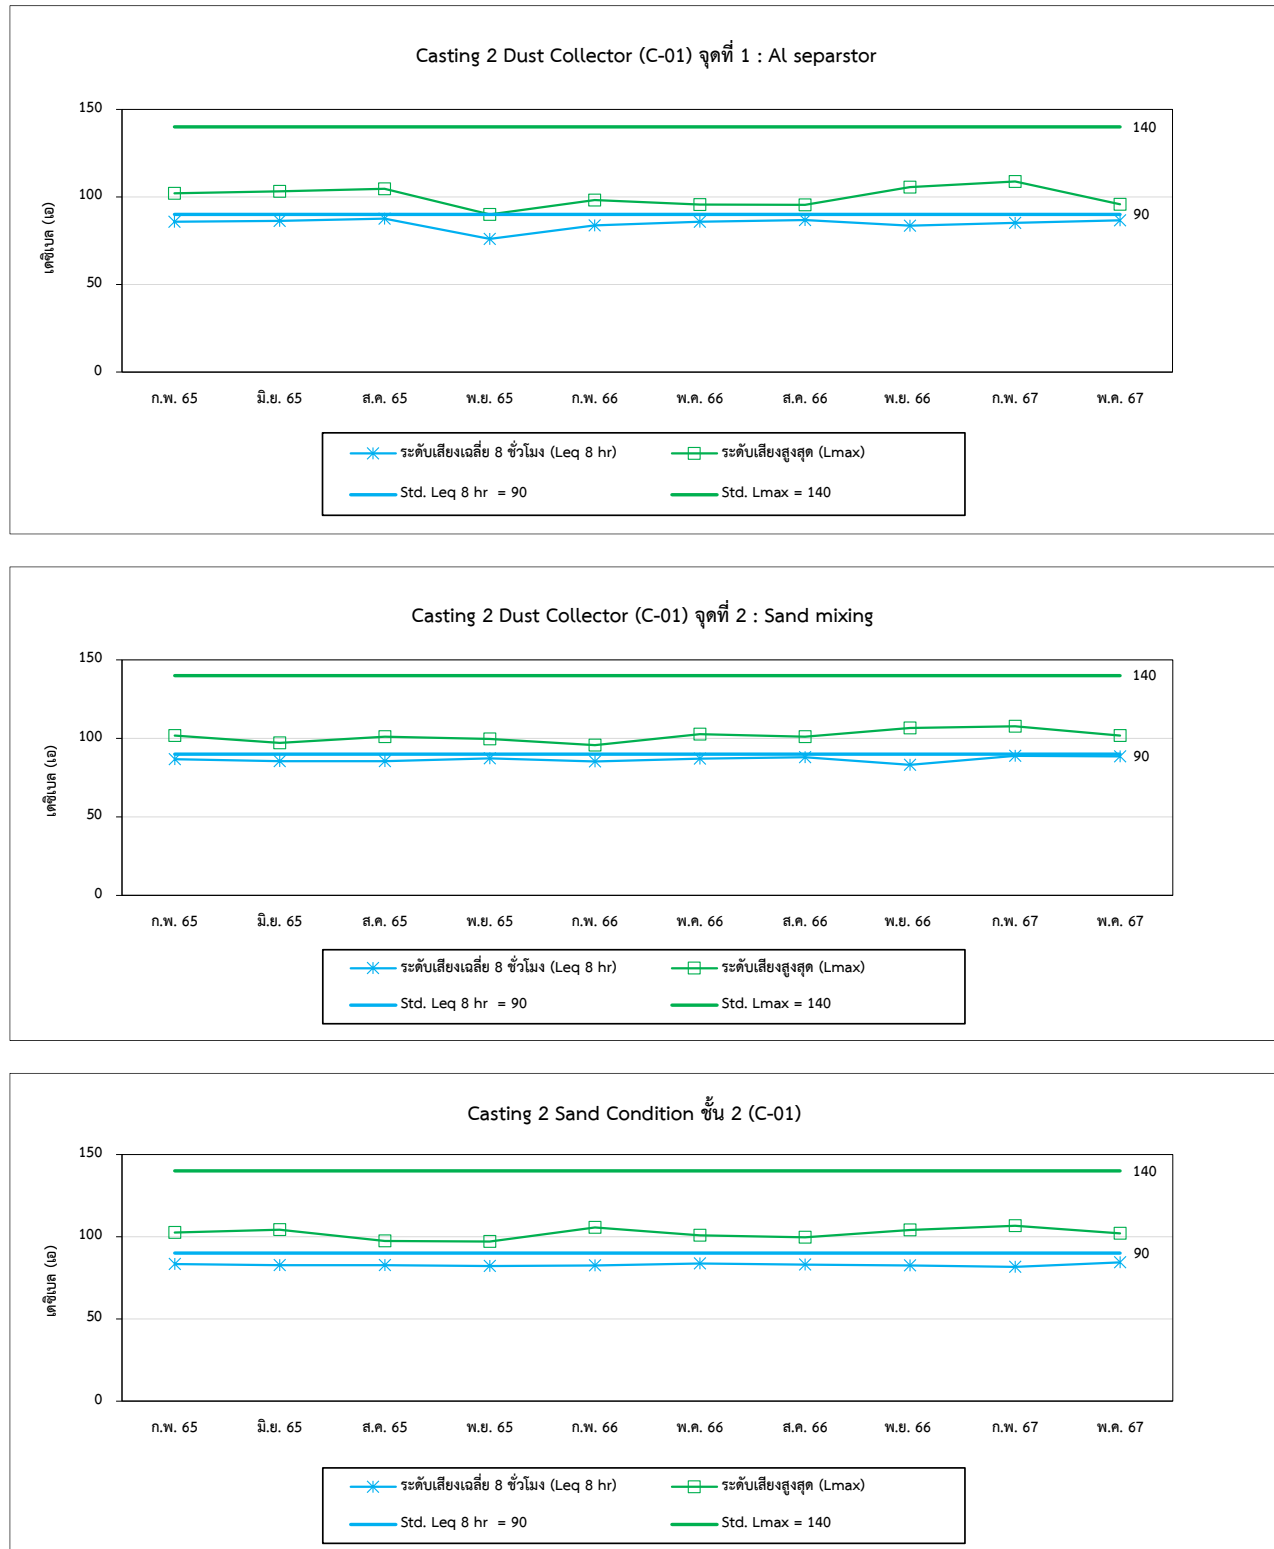 Casting 2 Dust Collector (C-01) จุดที่ 1 : Al separstor
150
140
100
90
50
0
เดซิเบล (เอ)
ก.พ. 65 มิ.ย. 65 ส.ค. 65 พ.ย. 65 ก.พ. 66 พ.ค. 66 ส.ค. 66 พ.ย. 66 ก.พ. 67 พ.ค. 67
ระดับเสียงเฉลี่ย 8 ชั่วโมง (Leq 8 hr) ระดับเสียงสูงสุด (Lmax)
Std. Leq 8 hr = 90 Std. Lmax = 140
Casting 2 Dust Collector (C-01) จุดที่ 2 : Sand mixing
150
140
100
90
50
0
เดซิเบล (เอ)
ก.พ. 65 มิ.ย. 65 ส.ค. 65 พ.ย. 65 ก.พ. 66 พ.ค. 66 ส.ค. 66 พ.ย. 66 ก.พ. 67 พ.ค. 67
ระดับเสียงเฉลี่ย 8 ชั่วโมง (Leq 8 hr) ระดับเสียงสูงสุด (Lmax)
Std. Leq 8 hr = 90 Std. Lmax = 140
Casting 2 Sand Condition ชั้น 2 (C-01)
150
140
100
90
50
0
เดซิเบล (เอ)
ก.พ. 65 มิ.ย. 65 ส.ค. 65 พ.ย. 65 ก.พ. 66 พ.ค. 66 ส.ค. 66 พ.ย. 66 ก.พ. 67 พ.ค. 67
ระดับเสียงเฉลี่ย 8 ชั่วโมง (Leq 8 hr) ระดับเสียงสูงสุด (Lmax)
Std. Leq 8 hr = 90 Std. Lmax = 140